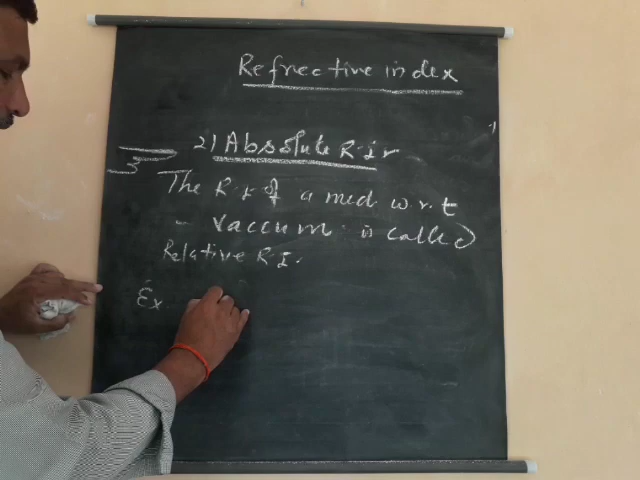 Refrective index
2) Absolute R.I.
The R.I of a med w.r.t
- vaccum is called
Relative R.I.
Ex